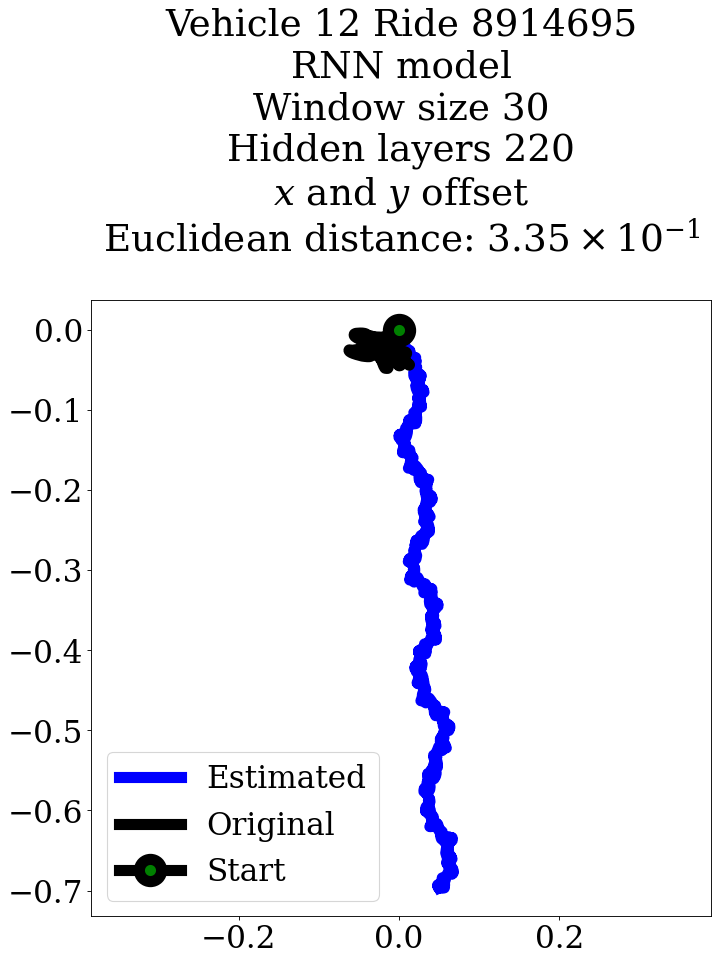 Vehicle 12 Ride 8914695
RNN model
Window size 30
Hidden layers 220
x and y offset
Euclidean distance: 3.35 × 10⁻¹
0.0
−0.1
−0.2
−0.3
−0.4
−0.5
−0.6
−0.7
Estimated
Original
Start
−0.2 0.0 0.2